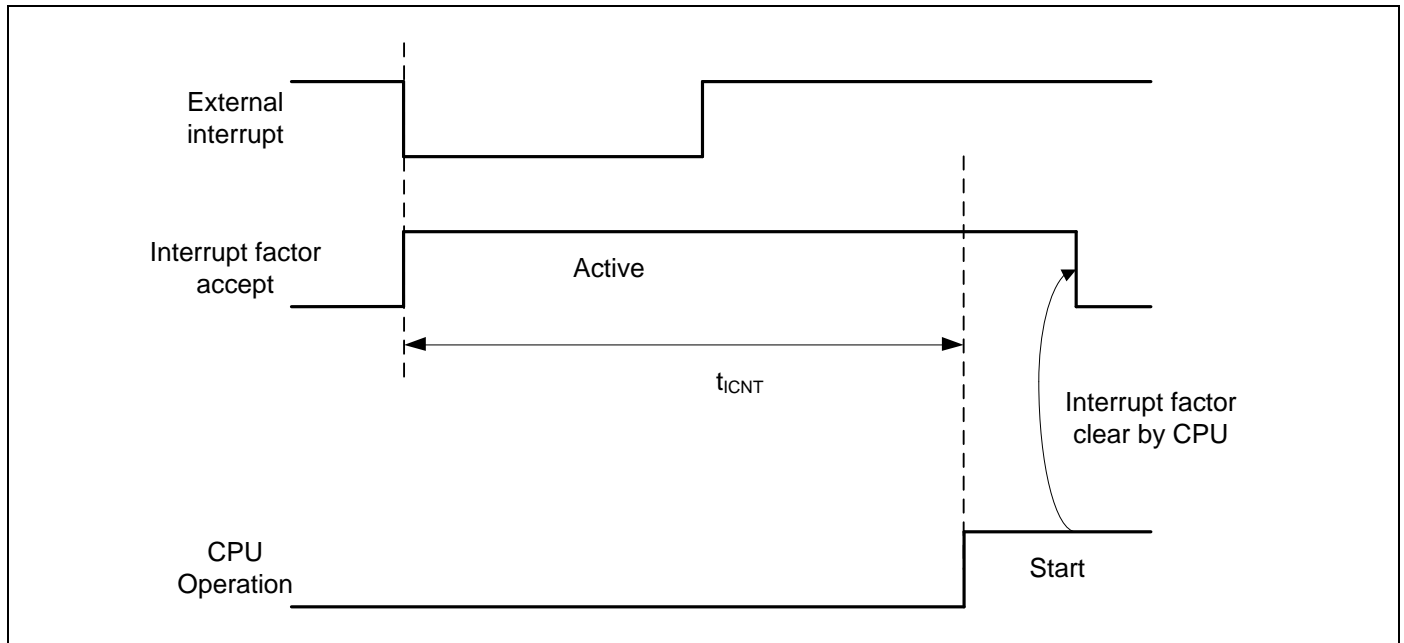 External
interrupt
Interrupt factor
accept
Active
tICNT
Interrupt factor
clear by CPU
CPU
Operation
Start